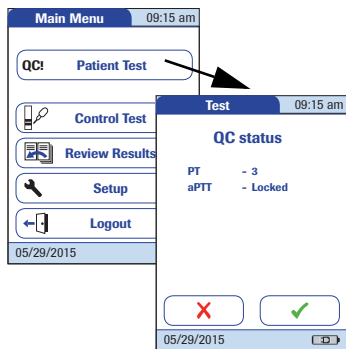 Main Menu 09:15 am
QC! Patient Test
Control Test
Review Results
Setup
Logout
05/29/2015
Test 09:15 am
QC status
PT - 3
aPTT - Locked
05/29/2015